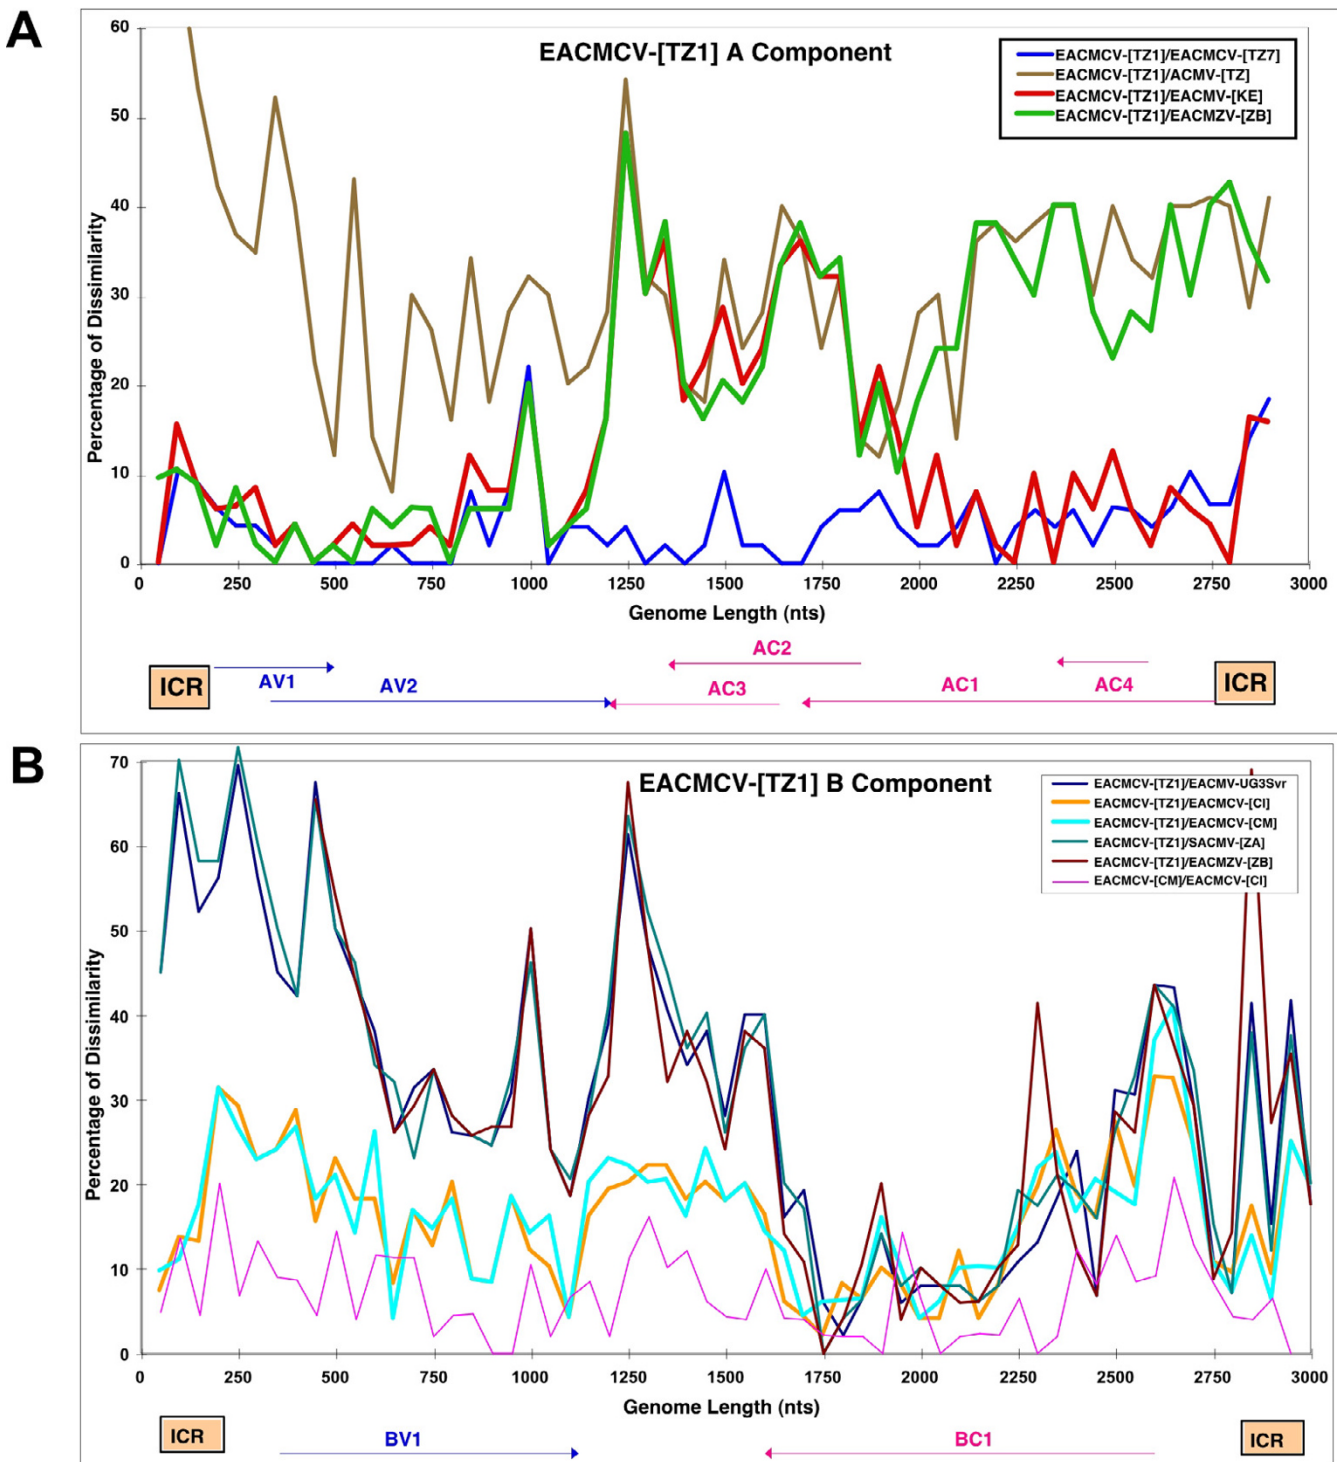 A
EACMCV-[TZ1] A Component
EACMCV-[TZ1]/EACMCV-[TZ7]
EACMCV-[TZ1]/ACMV-[TZ]
EACMCV-[TZ1]/EACMV-[KE]
EACMCV-[TZ1]/EACMZV-[ZB]
Percentage of Dissimilarity
60
50
40
30
20
10
0
0 250 500 750 1000 1250 1500 1750 2000 2250 2500 2750 3000
Genome Length (nts)
ICR AV1 AV2 AC2 AC3 AC1 AC4 ICR
B
EACMCV-[TZ1] B Component
EACMCV-[TZ1]/EACMV-UG3Svr
EACMCV-[TZ1]/EACMCV-[CI]
EACMCV-[TZ1]/EACMCV-[CM]
EACMCV-[TZ1]/SACMV-[ZA]
EACMCV-[TZ1]/EACMZV-[ZB]
EACMCV-[CM]/EACMCV-[CI]
Percentage of Dissimilarity
70
60
50
40
30
20
10
0
0 250 500 750 1000 1250 1500 1750 2000 2250 2500 2750 3000
Genome Length (nts)
ICR BV1 BC1 ICR